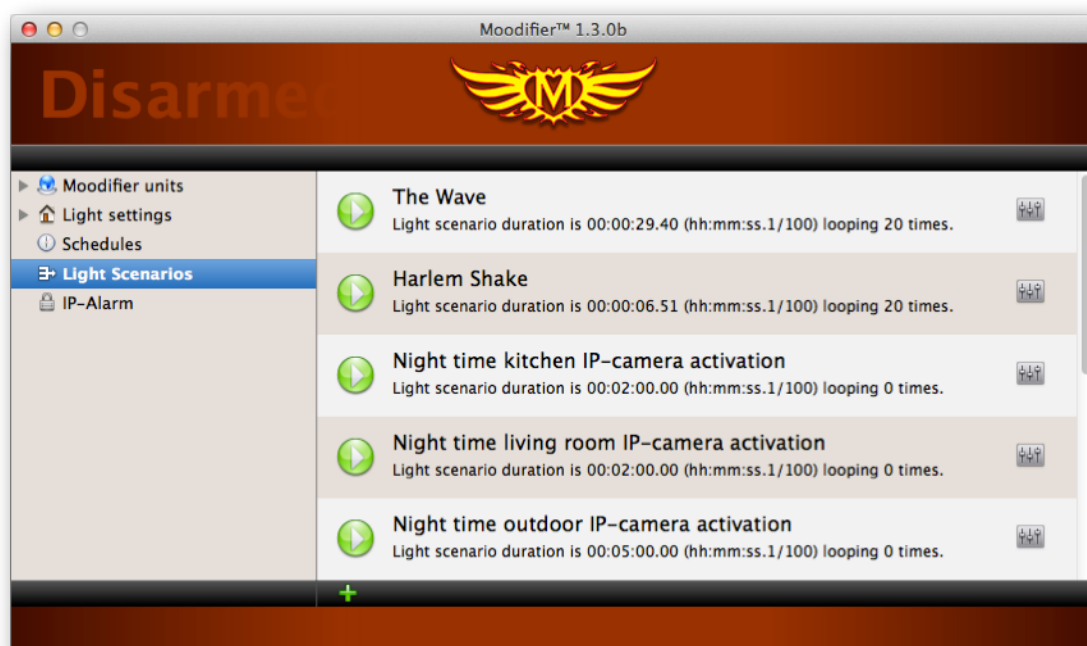 Moodifier™ 1.3.0b
Disarmed
M
Moodifier units
Light settings
Schedules
Light Scenarios
IP-Alarm
The Wave
Light scenario duration is 00:00:29.40 (hh:mm:ss.1/100) looping 20 times.
Harlem Shake
Light scenario duration is 00:00:06.51 (hh:mm:ss.1/100) looping 20 times.
Night time kitchen IP-camera activation
Light scenario duration is 00:02:00.00 (hh:mm:ss.1/100) looping 0 times.
Night time living room IP-camera activation
Light scenario duration is 00:02:00.00 (hh:mm:ss.1/100) looping 0 times.
Night time outdoor IP-camera activation
Light scenario duration is 00:05:00.00 (hh:mm:ss.1/100) looping 0 times.